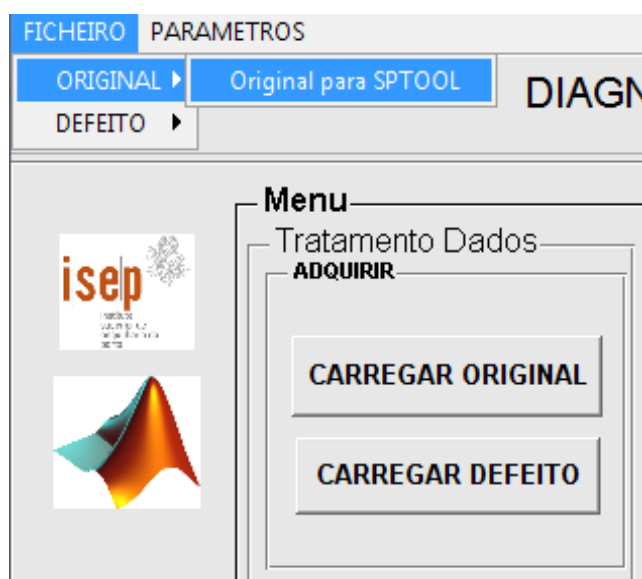 FICHEIRO PARAMETROS
ORIGINAL Original para SPTOOL
DEFEITO
DIAGN
Menu
Tratamento Dados
ADQUIRIR
isep
CARREGAR ORIGINAL
CARREGAR DEFEITO